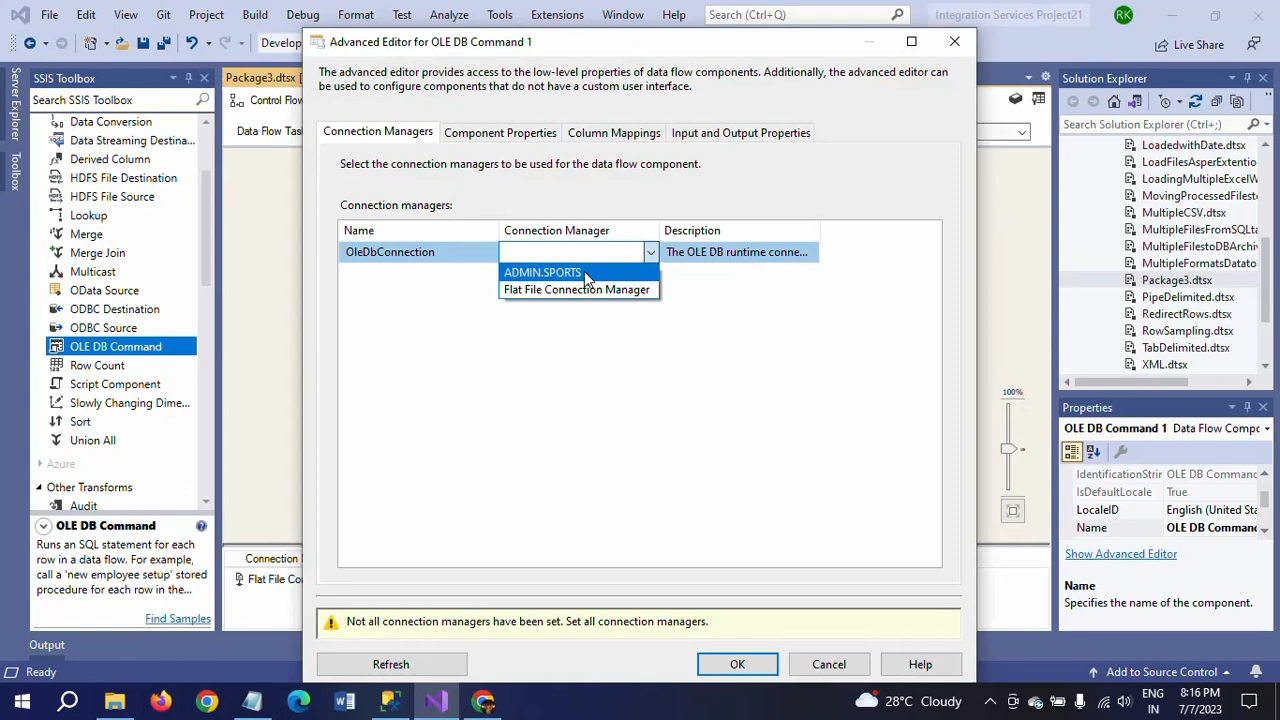 File Edit View Git Project Build Debug Format Test Analyze Tools Extensions Window Help Search (Ctrl+Q) Integration Services Project21 RK
Develop Live Share
Advanced Editor for OLE DB Command 1
The advanced editor provides access to the low-level properties of data flow components. Additionally, the advanced editor can
be used to configure components that do not have a custom user interface.
Connection Managers Component Properties Column Mappings Input and Output Properties
Select the connection managers to be used for the data flow component.
Connection managers:
Name Connection Manager Description
OleDbConnection The OLE DB runtime conne...
ADMIN.SPORTS
Flat File Connection Manager
Not all connection managers have been set. Set all connection managers.
Refresh OK Cancel Help
Server Explorer
Toolbox
SSIS Toolbox
Search SSIS Toolbox
Data Conversion
Data Streaming Destina...
Derived Column
HDFS File Destination
HDFS File Source
Lookup
Merge
Merge Join
Multicast
OData Source
ODBC Destination
ODBC Source
OLE DB Command
Row Count
Script Component
Slowly Changing Dime...
Sort
Union All
Azure
Other Transforms
Audit
OLE DB Command
Runs an SQL statement for each
row in a data flow. For example,
call a 'new employee setup' stored
procedure for each row in the...
Find Samples
Package3.dtsx
Control Flow
Data Flow Task
100%
Connection
Flat File Co
Solution Explorer
Search Solution Explorer (Ctrl+;)
LoadedwithDate.dtsx
LoadFilesAsperExtentio
LoadingMultipleExcelW
MovingProcessedFilest
MultipleCSV.dtsx
MultipleFilesFromSQLt
MultipleFilestoDBArchiv
MultipleFormatsDatato
Package3.dtsx
PipeDelimited.dtsx
RedirectRows.dtsx
RowSampling.dtsx
TabDelimited.dtsx
XML.dtsx
Properties
OLE DB Command 1 Data Flow Compo
IdentificationStrin OLE DB Command
IsDefaultLocale True
LocaleID English (United Sta
Name OLE DB Command
Show Advanced Editor
Name
Specifies the name of the component.
Output
Ready Add to Source Control
28°C Cloudy ENG IN 8:16 PM 7/7/2023